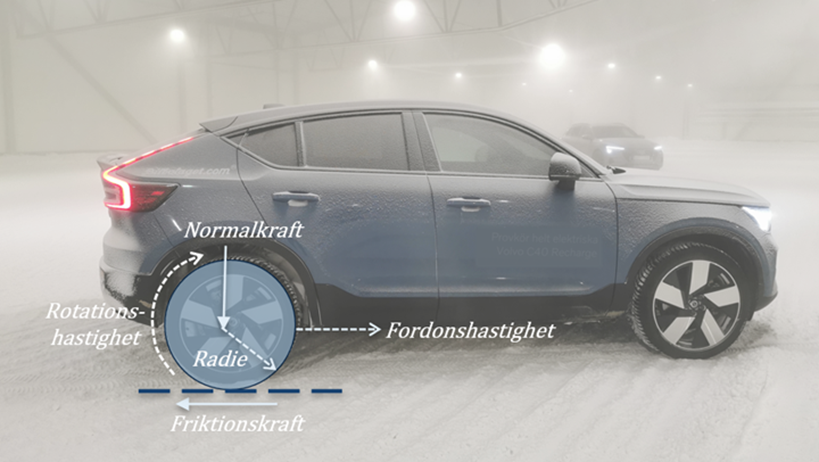 Normalkraft
Rotations-
hastighet
Fordonshastighet
Radie
Friktionskraft